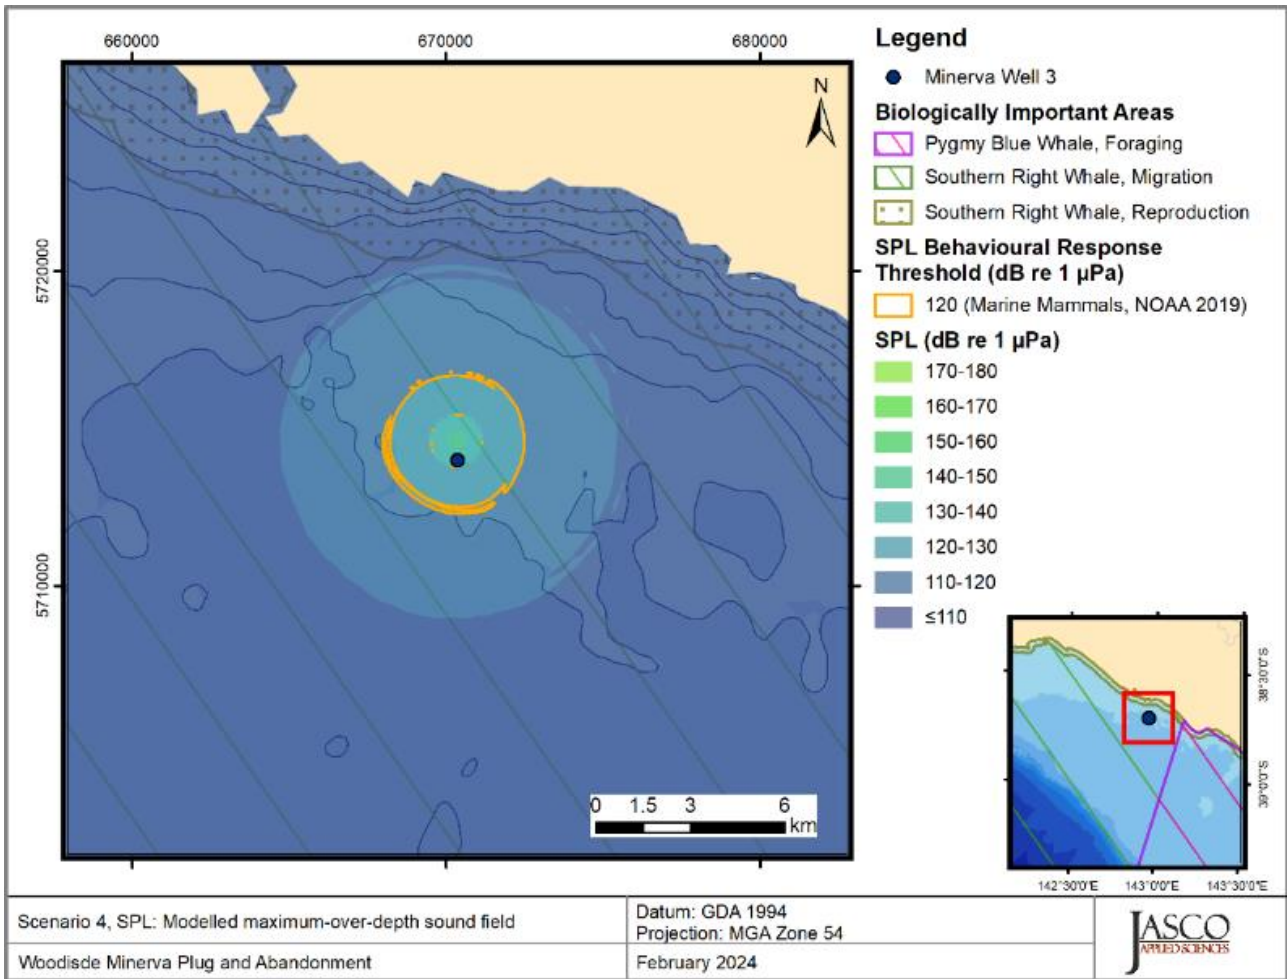 660000
670000
680000
5720000
5710000
N
0 1.5 3 6
km
Legend
Minerva Well 3
Biologically Important Areas
Pygmy Blue Whale, Foraging
Southern Right Whale, Migration
Southern Right Whale, Reproduction
SPL Behavioural Response
Threshold (dB re 1 µPa)
120 (Marine Mammals, NOAA 2019)
SPL (dB re 1 µPa)
170-180
160-170
150-160
140-150
130-140
120-130
110-120
≤110
38°30'0"S
39°0'0"S
142°30'0"E 143°0'0"E 143°30'0"E
Scenario 4, SPL: Modelled maximum-over-depth sound field
Woodisde Minerva Plug and Abandonment
Datum: GDA 1994
Projection: MGA Zone 54
February 2024
JASCO
APPLIED SCIENCES